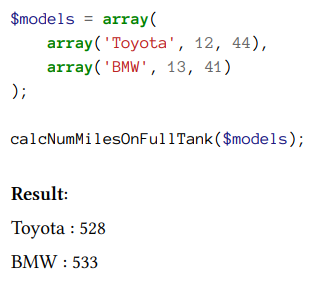 $models = array(
    array('Toyota', 12, 44),
    array('BMW', 13, 41)
);
calcNumMilesOnFullTank($models);
Result:
Toyota : 528
BMW : 533